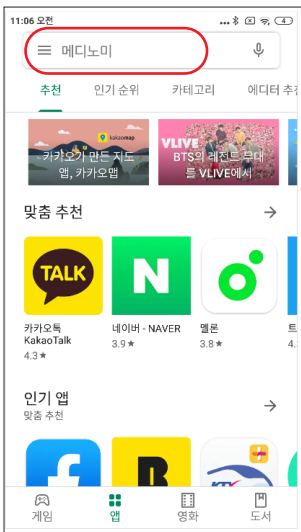 11:06 오전
4
메디노미
추천 인기 순위 카테고리 에디터 추천
kakaomap
카카오가 만든 지도
앱, 카카오맵
VLIVE
BTS의 레전드 무대
를 VLIVE에서
맞춤 추천
TALK
N
카카오톡
KakaoTalk
4.3★
네이버 - NAVER
3.9★
멜론
3.8★
트
4.
인기 앱
맞춤 추천
f
B
KTX
게임 앱 영화 도서